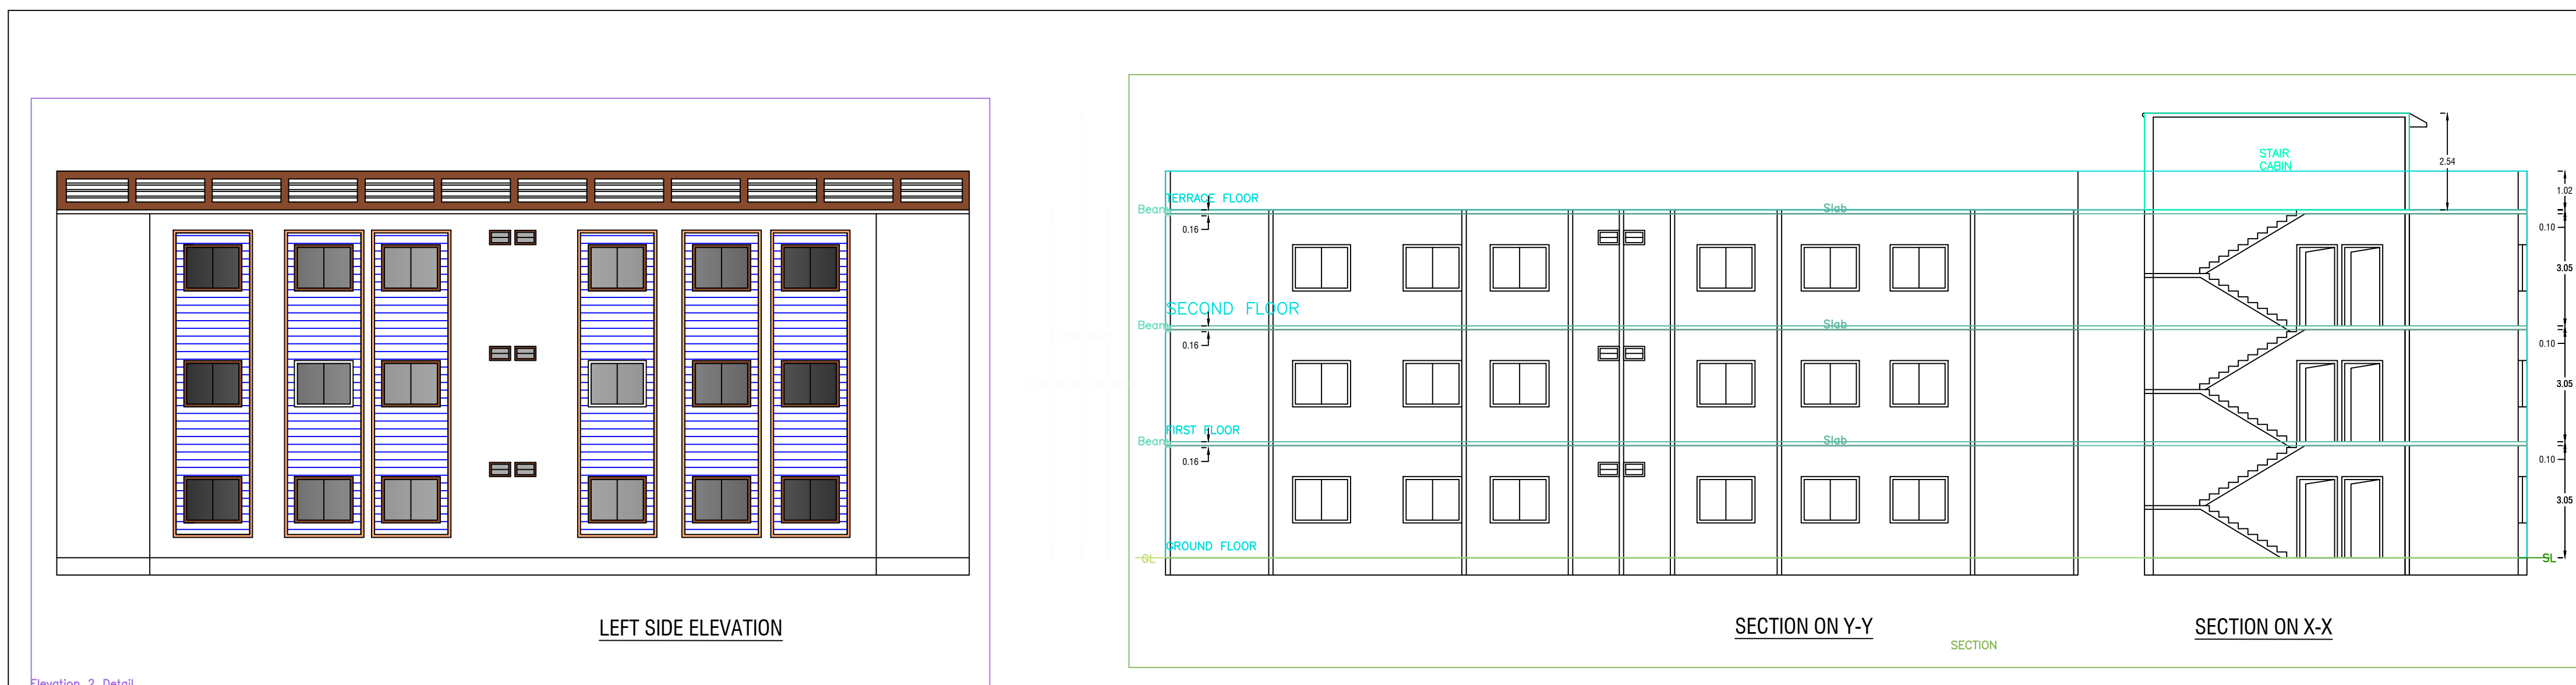 STAIR
CABIN
2.54
1.02
TERRACE FLOOR
Beam
Slab
0.16
0.10
3.05
SECOND FLOOR
Beam
Slab
0.16
0.10
3.05
FIRST FLOOR
Beam
Slab
0.16
0.10
3.05
GROUND FLOOR
GL
SL
LEFT SIDE ELEVATION
SECTION ON Y-Y
SECTION ON X-X
SECTION
Elevation 2 Detail